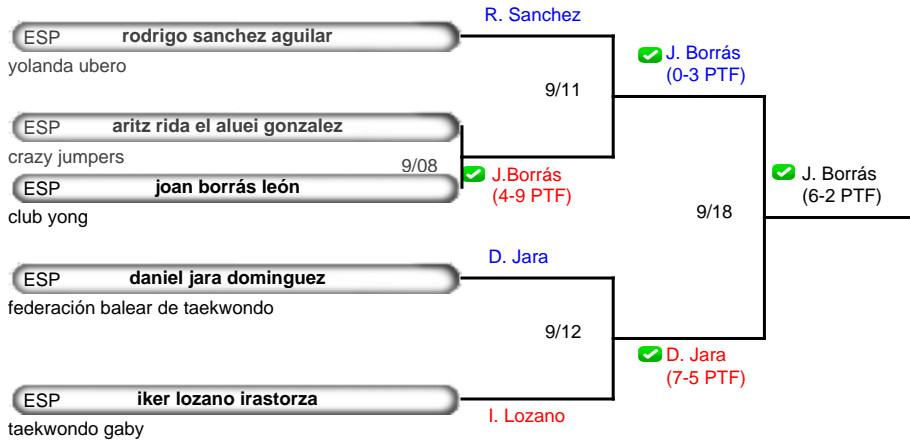 R. Sanchez
ESP rodrigo sanchez aguilar
yolanda ubero
J. Borrás
(0-3 PTF)
9/11
ESP aritz rida el aluei gonzalez
crazy jumpers
9/08
J.Borrás
(4-9 PTF)
ESP joan borrás león
club yong
J. Borrás
(6-2 PTF)
9/18
D. Jara
ESP daniel jara dominguez
federación balear de taekwondo
9/12
D. Jara
(7-5 PTF)
ESP iker lozano irastorza
I. Lozano
taekwondo gaby